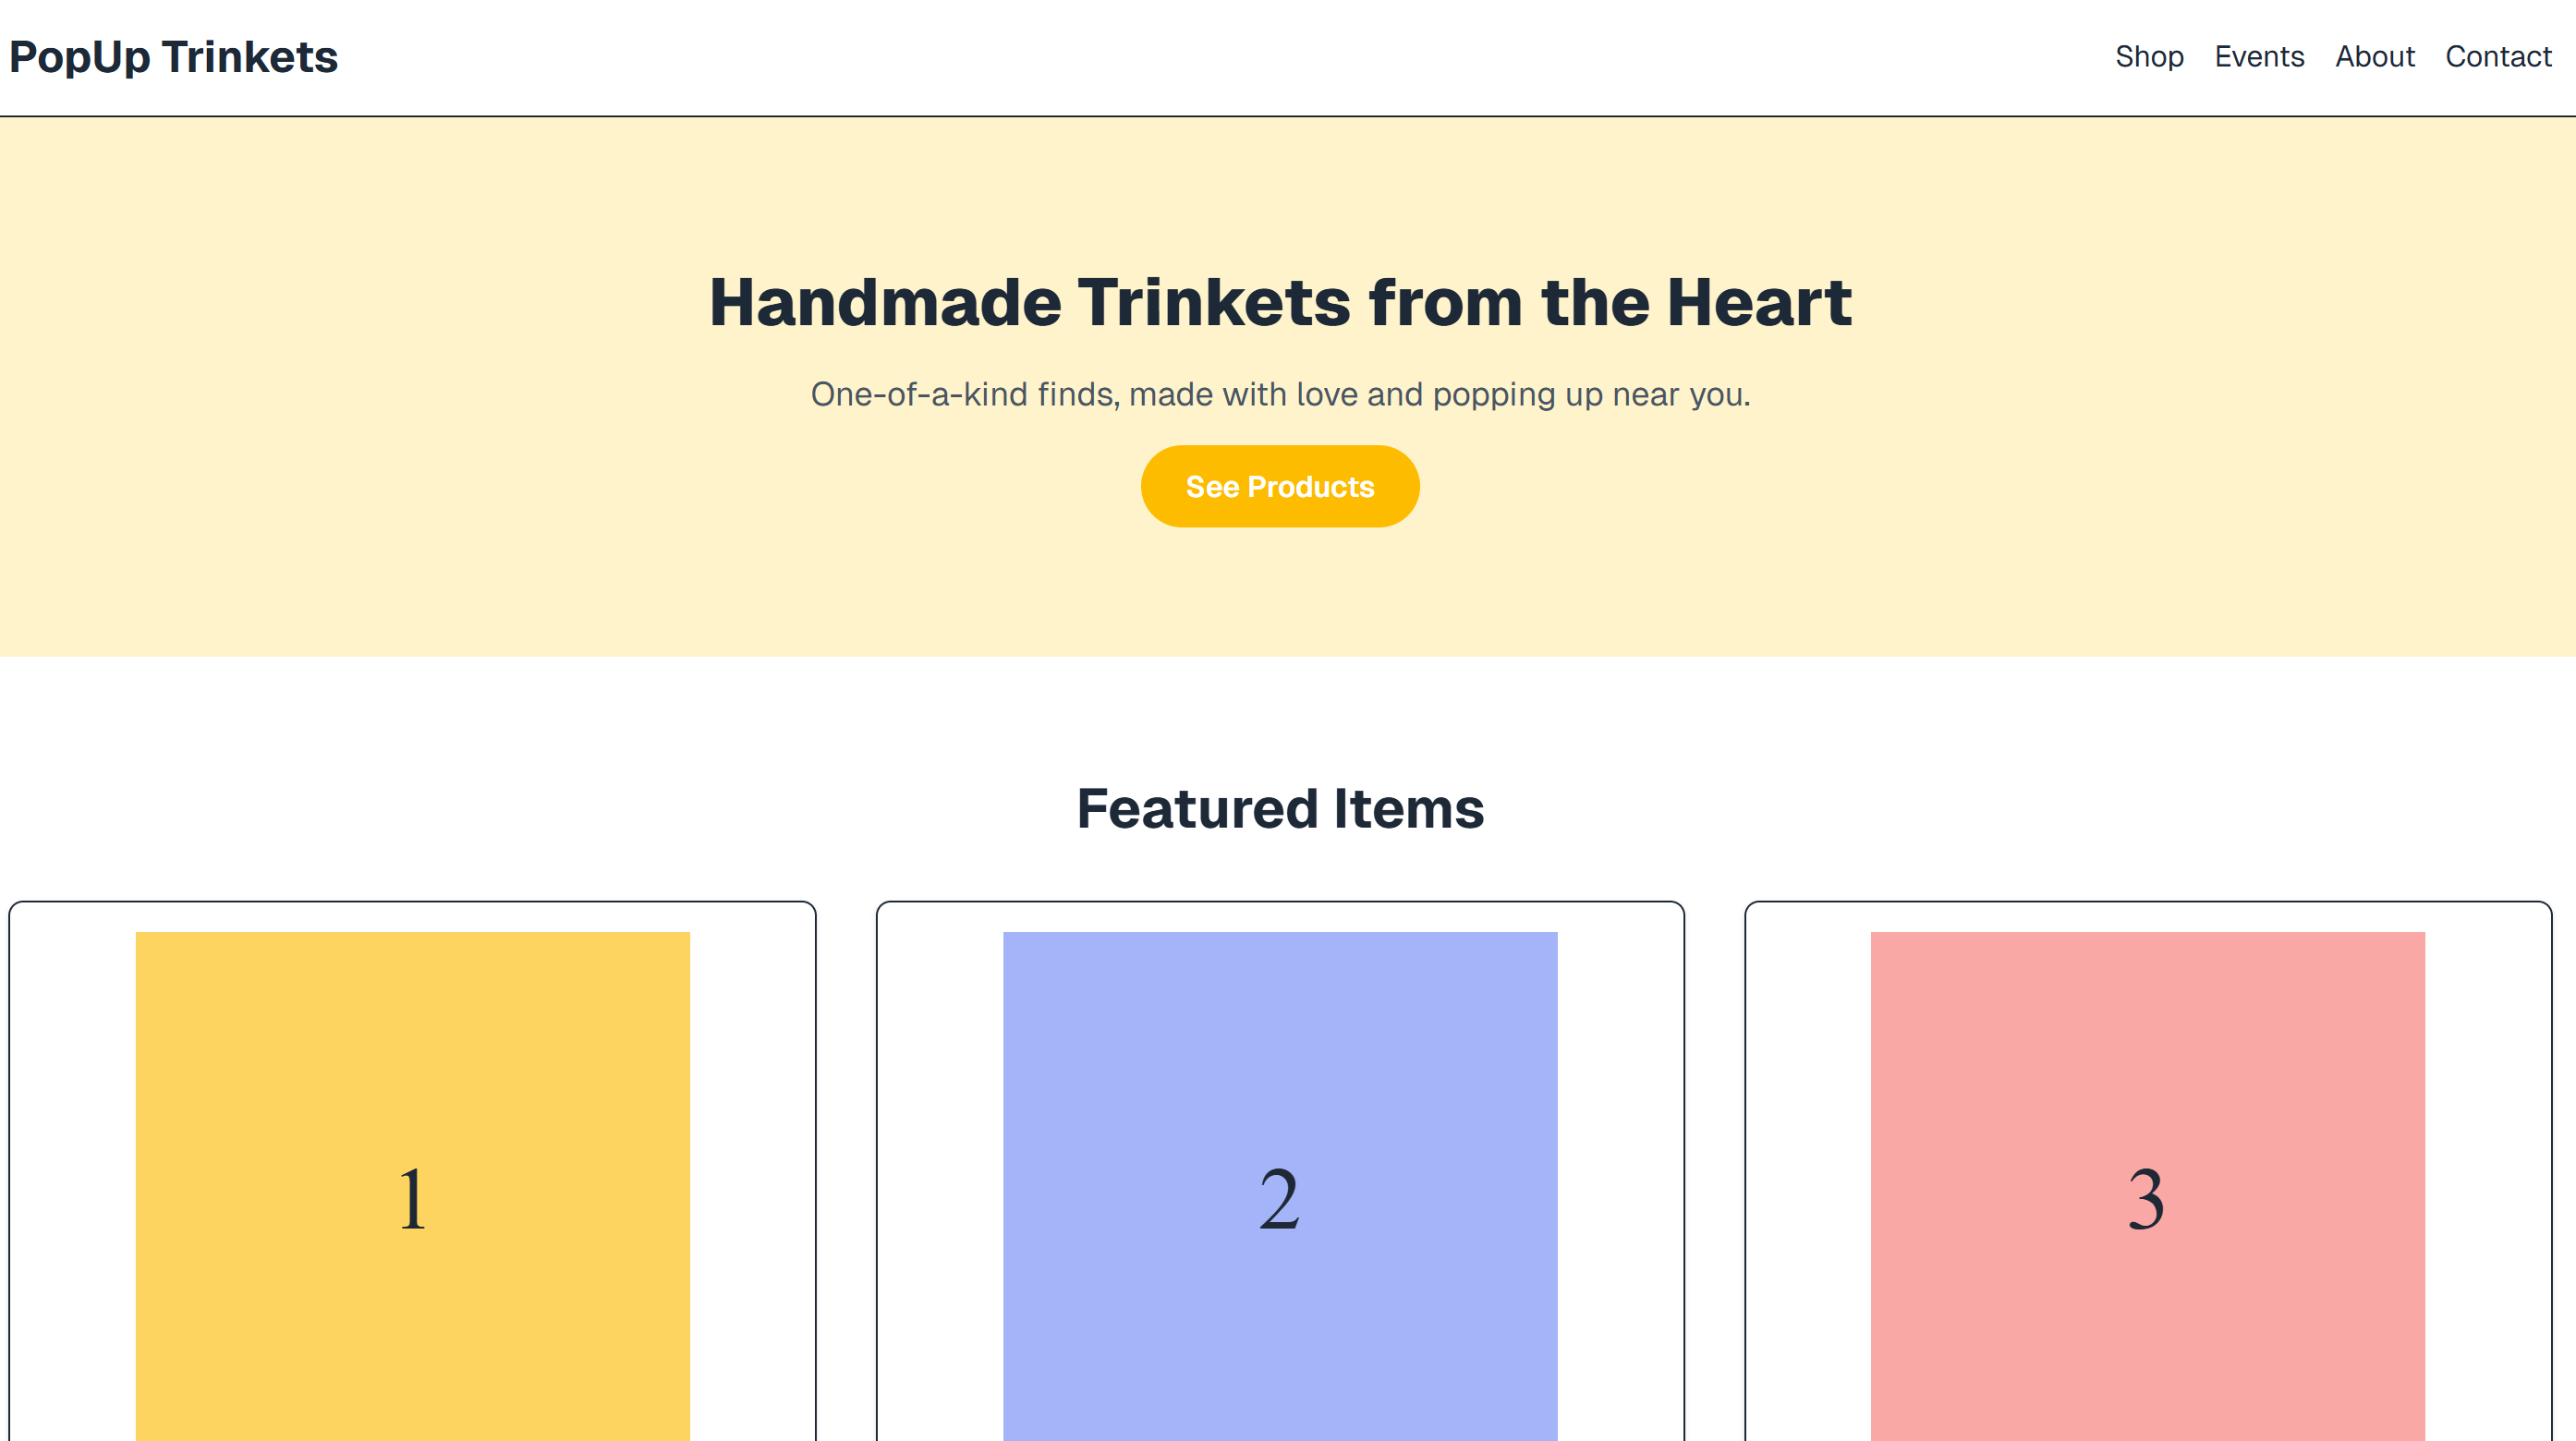 PopUp Trinkets
Shop Events About Contact
Handmade Trinkets from the Heart
One-of-a-kind finds, made with love and popping up near you.
See Products
Featured Items
1
2
3